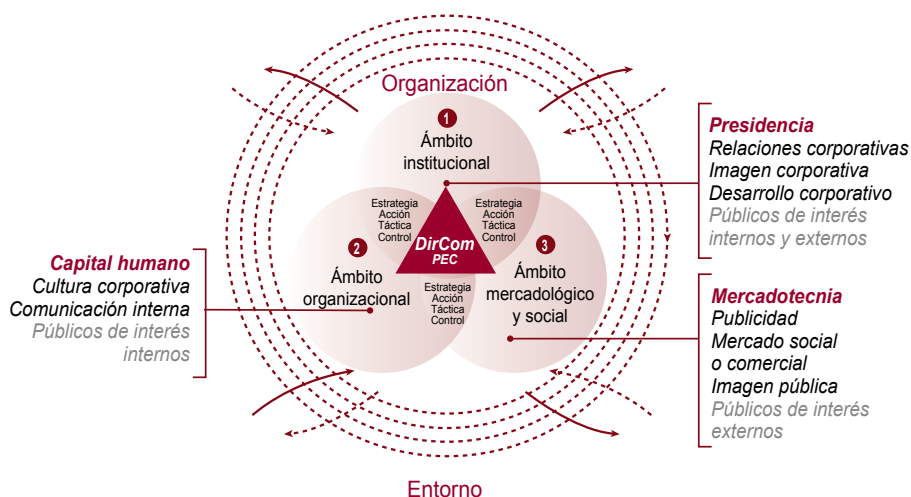 Organización
1
Ámbito
institucional
Estrategia
Acción
Táctica
Control
Estrategia
Acción
Táctica
Control
DirCom
PEC
2
Ámbito
organizacional
3
Ámbito
mercadológico
y social
Estrategia
Acción
Táctica
Control
Presidencia
Relaciones corporativas
Imagen corporativa
Desarrollo corporativo
Públicos de interés
internos y externos
Capital humano
Cultura corporativa
Comunicación interna
Públicos de interés
internos
Mercadotecnia
Publicidad
Mercado social
o comercial
Imagen pública
Públicos de interés
externos
Entorno